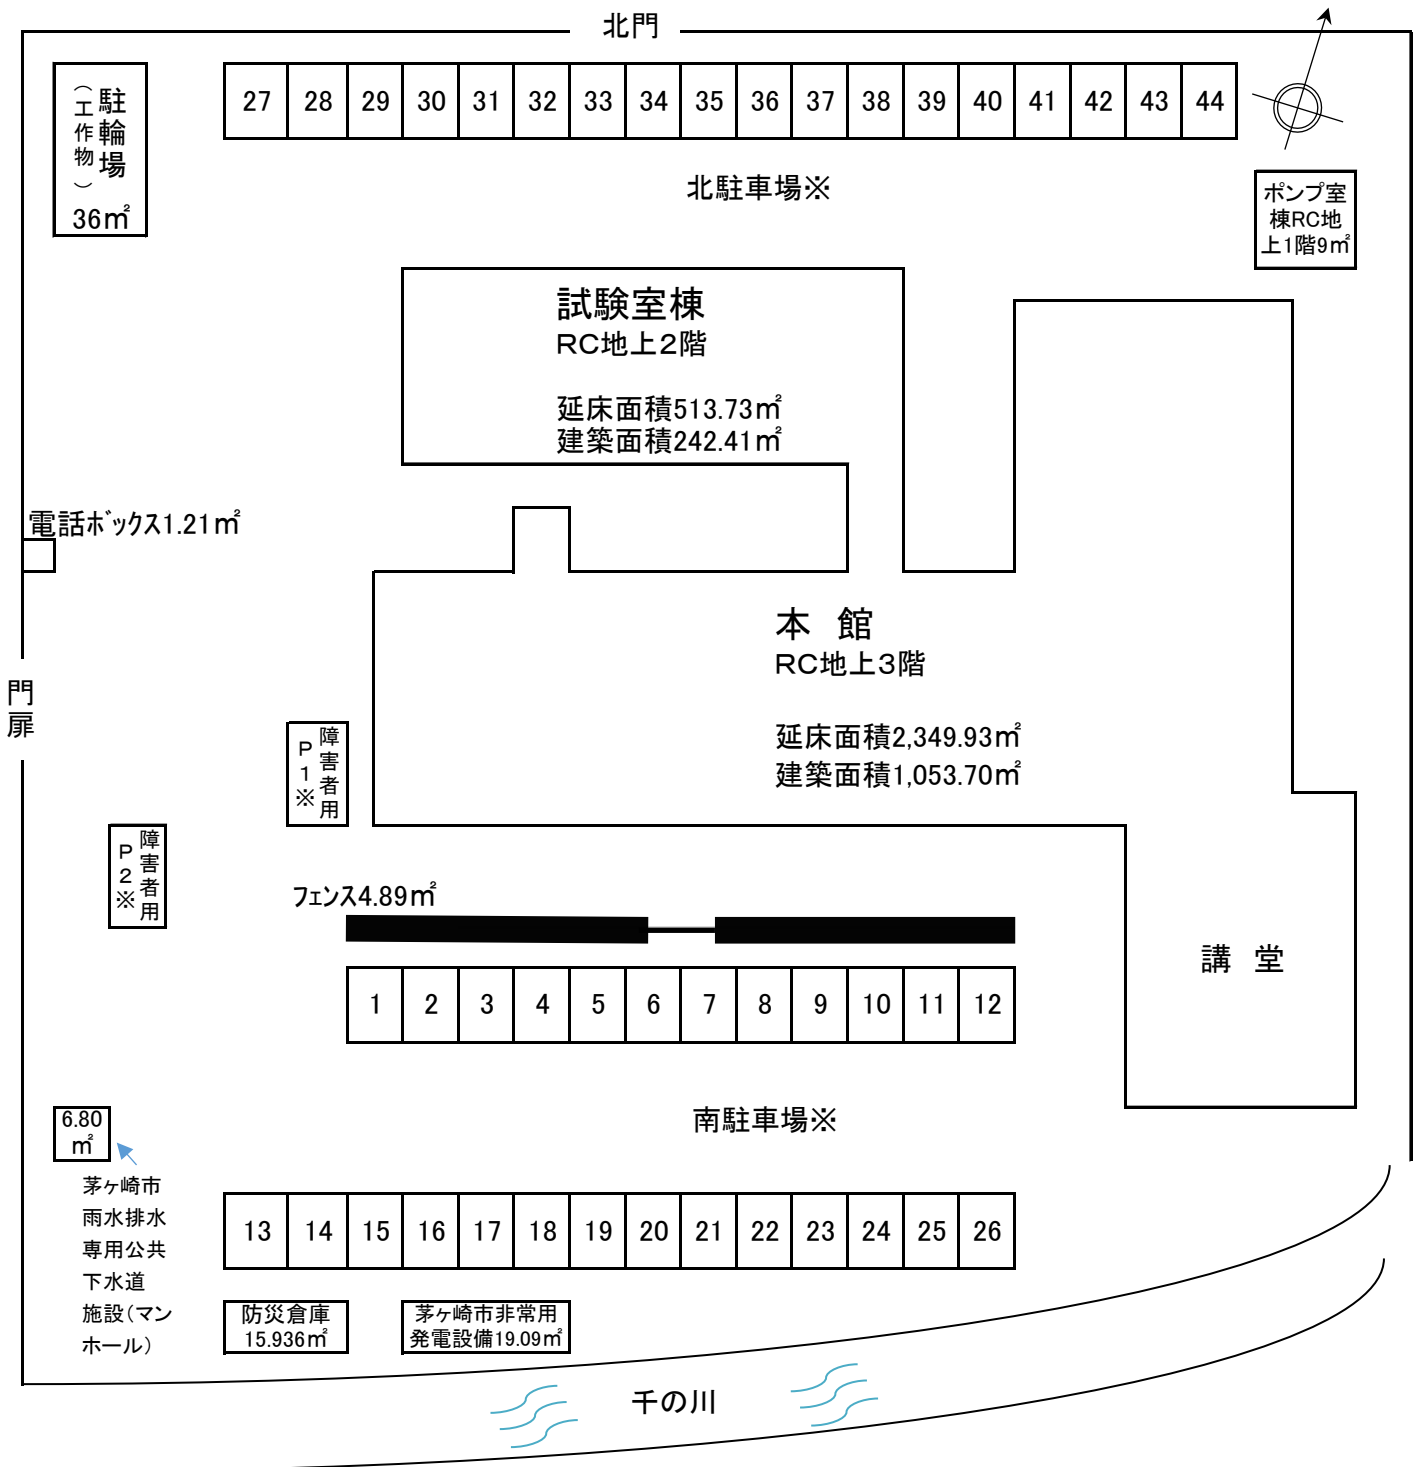 北門
駐輪場
（工作物）
36㎡
27 28 29 30 31 32 33 34 35 36 37 38 39 40 41 42 43 44
北駐車場※
ポンプ室
棟RC地
上1階9㎡
試験室棟
RC地上2階
延床面積513.73㎡
建築面積242.41㎡
電話ボックス1.21㎡
本 館
RC地上3階
延床面積2,349.93㎡
建築面積1,053.70㎡
門扉
障害者用
P1※
障害者用
P2※
フェンス4.89㎡
1 2 3 4 5 6 7 8 9 10 11 12
講 堂
南駐車場※
6.80
㎡
茅ヶ崎市
雨水排水
専用公共
下水道
施設（マン
ホール）
13 14 15 16 17 18 19 20 21 22 23 24 25 26
防災倉庫
15.936㎡
茅ヶ崎市非常用
発電設備19.09㎡
千の川